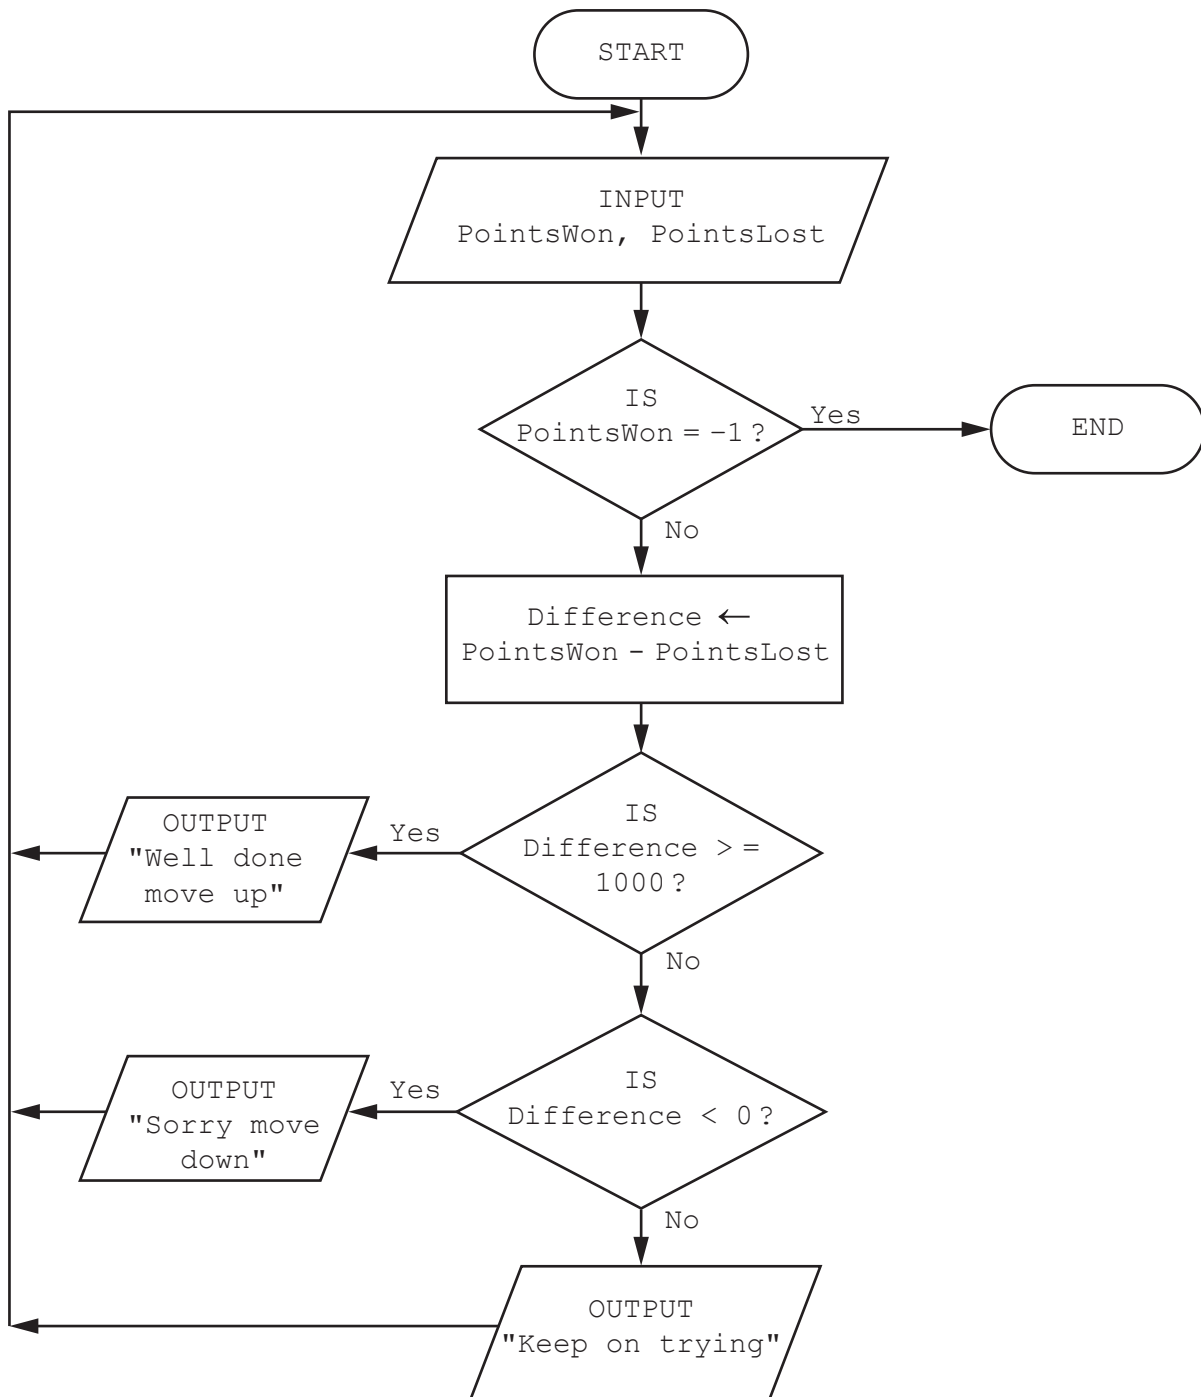 START
INPUT
PointsWon, PointsLost
IS
PointsWon = –1 ?
Yes
END
No
Difference ←
PointsWon – PointsLost
IS
Difference > =
1000 ?
Yes
OUTPUT
"Well done
move up"
No
IS
Difference < 0 ?
Yes
OUTPUT
"Sorry move
down"
No
OUTPUT
"Keep on trying"